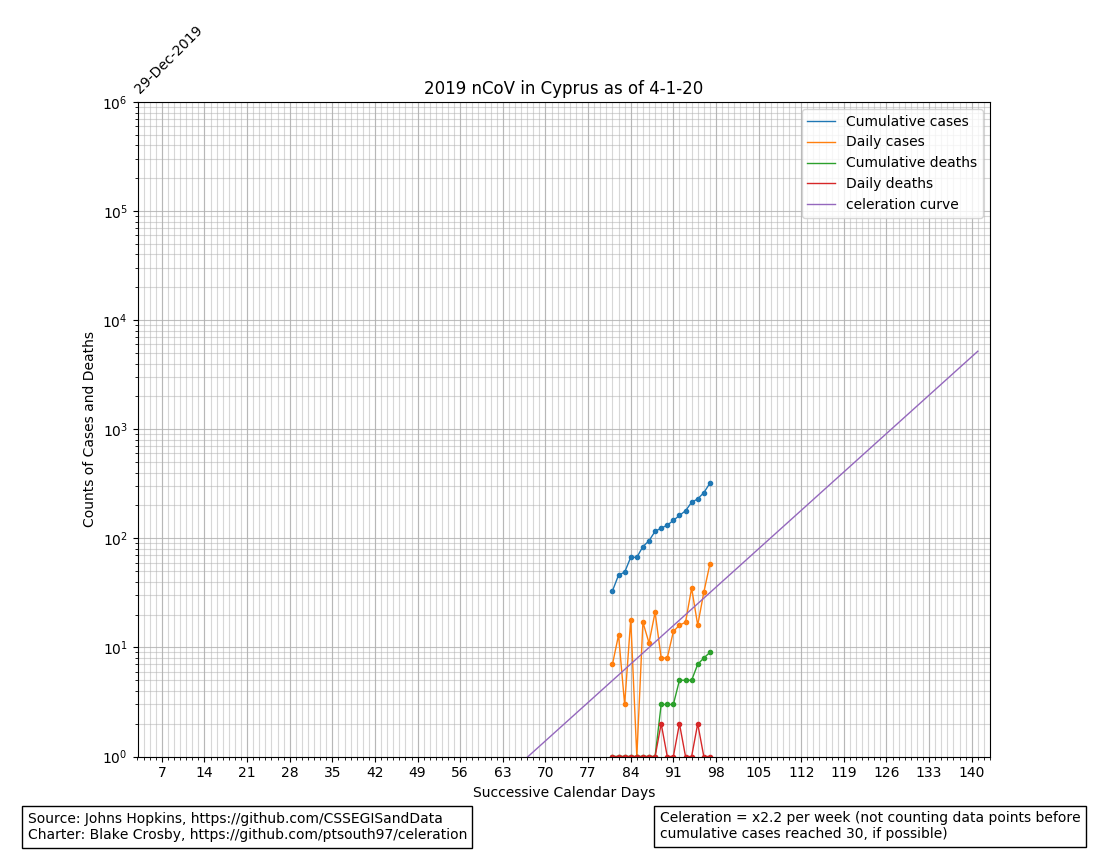 29-Dec-2019
2019 nCoV in Cyprus as of 4-1-20
Cumulative cases
Daily cases
Cumulative deaths
Daily deaths
celeration curve
10^6
10^5
10^4
10^3
10^2
10^1
10^0
Counts of Cases and Deaths
7 14 21 28 35 42 49 56 63 70 77 84 91 98 105 112 119 126 133 140
Successive Calendar Days
Source: Johns Hopkins, https://github.com/CSSEGISandData
Charter: Blake Crosby, https://github.com/ptsouth97/celeration
Celeration = x2.2 per week (not counting data points before
cumulative cases reached 30, if possible)